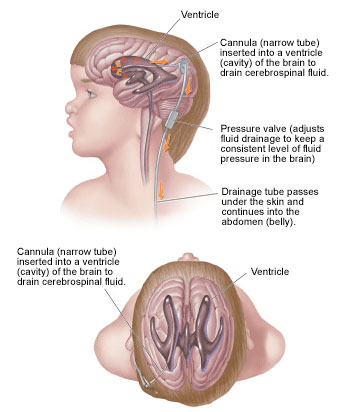 Ventricle
Cannula (narrow tube)
inserted into a ventricle
(cavity) of the brain to
drain cerebrospinal fluid.
Pressure valve (adjusts
fluid drainage to keep a
consistent level of fluid
pressure in the brain)
Drainage tube passes
under the skin and
continues into the
abdomen (belly).
Cannula (narrow tube)
inserted into a ventricle
(cavity) of the brain to
drain cerebrospinal fluid.
Ventricle